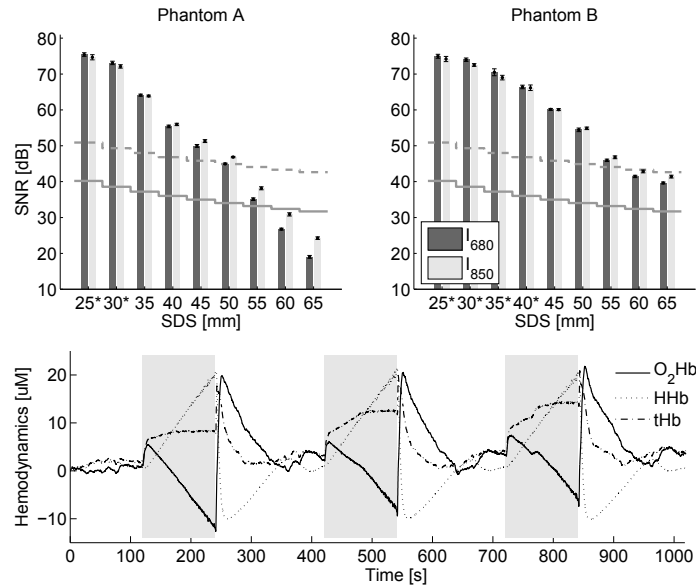 Phantom A
Phantom B
SNR [dB]
80
70
60
50
40
30
20
10
80
70
60
50
40
30
20
10
I680
I850
25* 30* 35 40 45 50 55 60 65
SDS [mm]
25* 30* 35* 40* 45 50 55 60 65
SDS [mm]
Hemodynamics [uM]
20
10
0
−10
O2Hb
HHb
tHb
0 100 200 300 400 500 600 700 800 900 1000
Time [s]